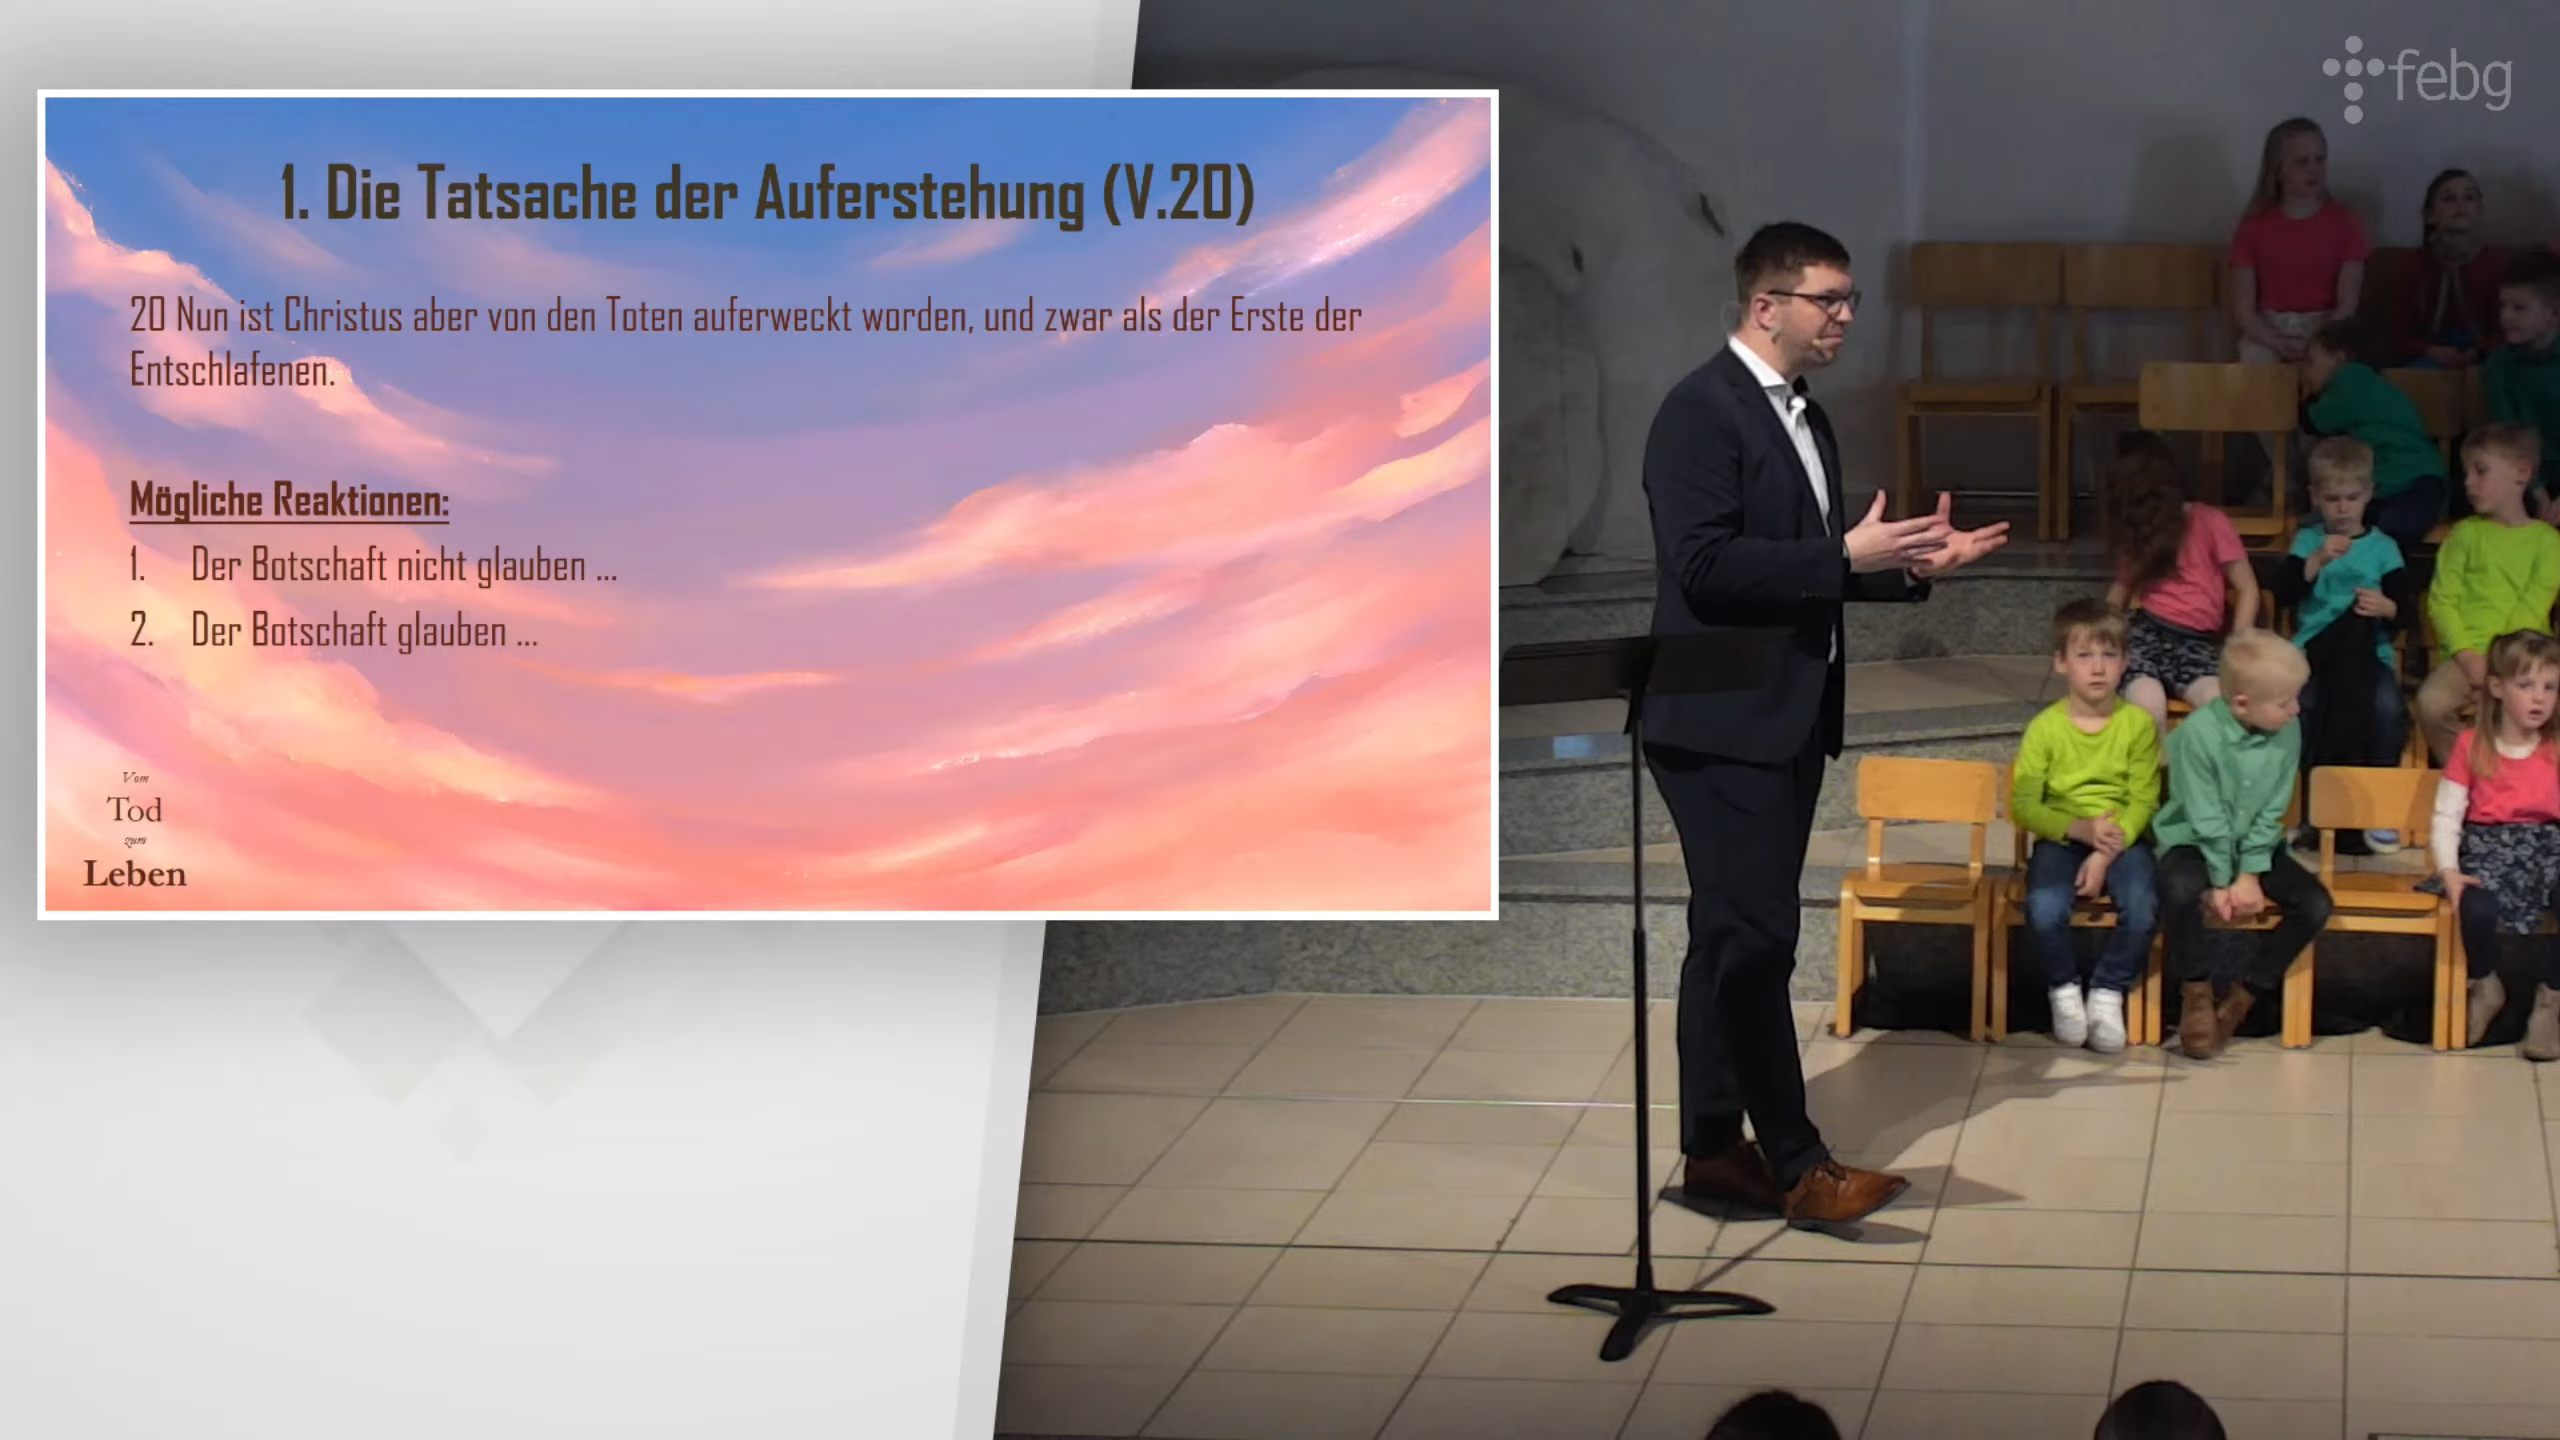 febg
1. Die Tatsache der Auferstehung (V.20)
20 Nun ist Christus aber von den Toten auferweckt worden, und zwar als der Erste der
Entschlafenen.
Mögliche Reaktionen:
1. Der Botschaft nicht glauben ...
2. Der Botschaft glauben ...
Vom
Tod
zum
Leben